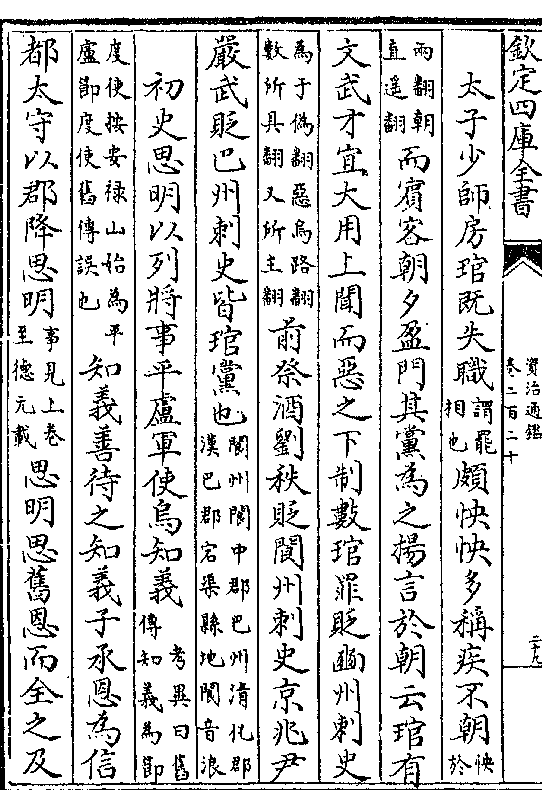 欽定四庫全書
資治通鑑
卷二百二十
二十九
太子少師房琯既失職謂罷相也頗怏怏多稱疾不朝怏於
兩翻朝直遥翻而賓客朝夕盈門其黨為之揚言於朝云琯有
文武才宜大用上聞而惡之下制數琯罪貶豳州刺史
為于偽翻惡烏路翻數所具翻又所主翻前祭酒劉秩貶閬州刺史京兆尹
嚴武貶巴州刺史皆琯黨也閬州閬中郡巴州清化郡漢巴郡宕渠縣地閬音浪
初史思明以列將事平盧軍使烏知義考異曰舊傳知義為節
度使按安禄山始為平盧節度使舊傳誤也知義善待之知義子承恩為信
都太守以郡降思明事見上卷至德元載思明思舊恩而全之及